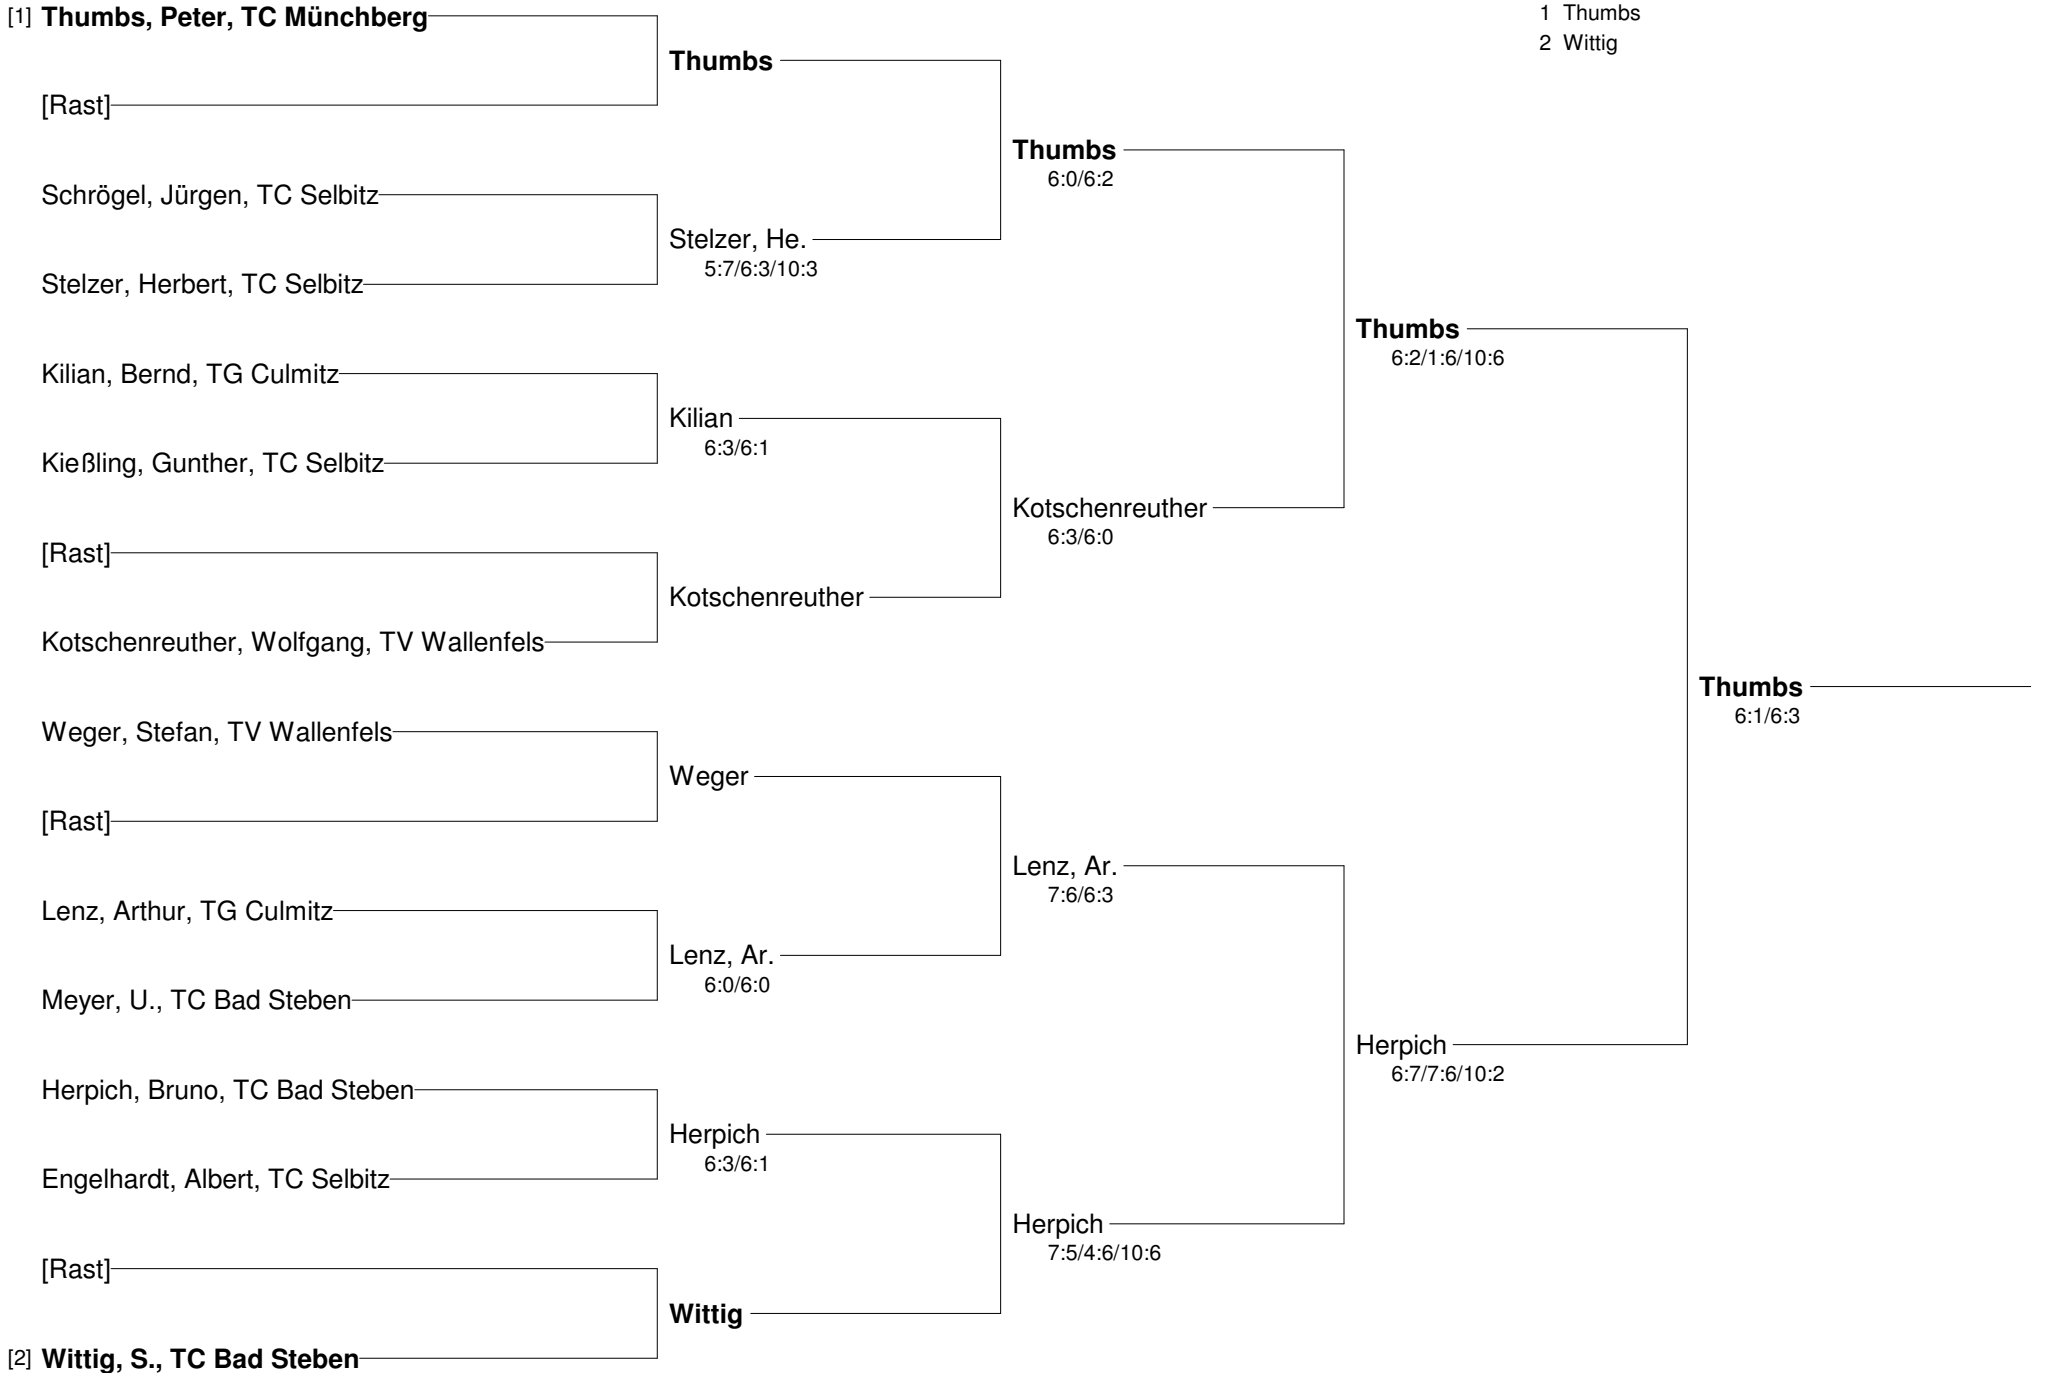 [1] Thumbs, Peter, TC Münchberg
1 Thumbs
2 Wittig
Thumbs
[Rast]
Thumbs
6:0/6:2
Schrögel, Jürgen, TC Selbitz
Stelzer, He.
5:7/6:3/10:3
Stelzer, Herbert, TC Selbitz
Thumbs
6:2/1:6/10:6
Kilian, Bernd, TG Culmitz
Kilian
6:3/6:1
Kießling, Gunther, TC Selbitz
Kotschenreuther
6:3/6:0
[Rast]
Kotschenreuther
Kotschenreuther, Wolfgang, TV Wallenfels
Thumbs
6:1/6:3
Weger, Stefan, TV Wallenfels
Weger
[Rast]
Lenz, Ar.
7:6/6:3
Lenz, Arthur, TG Culmitz
Lenz, Ar.
6:0/6:0
Meyer, U., TC Bad Steben
Herpich
6:7/7:6/10:2
Herpich, Bruno, TC Bad Steben
Herpich
6:3/6:1
Engelhardt, Albert, TC Selbitz
Herpich
7:5/4:6/10:6
[Rast]
Wittig
[2] Wittig, S., TC Bad Steben